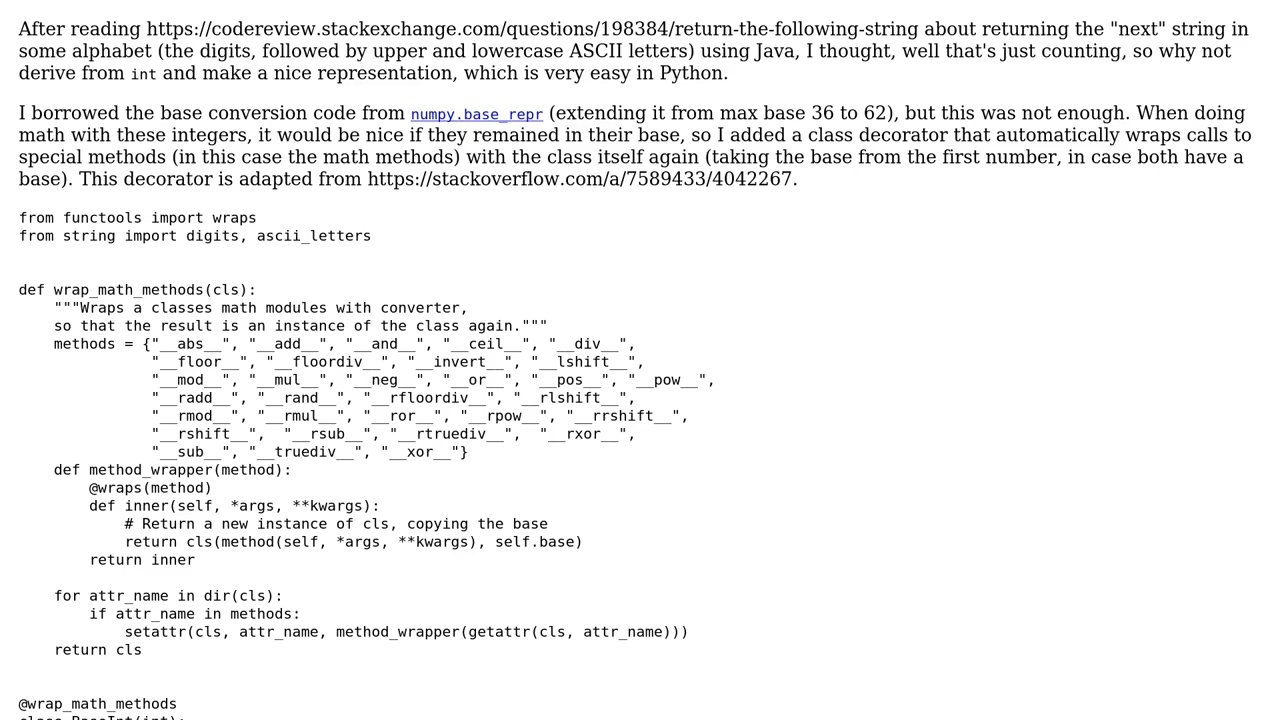 After reading https://codereview.stackexchange.com/questions/198384/return-the-following-string about returning the "next" string in
some alphabet (the digits, followed by upper and lowercase ASCII letters) using Java, I thought, well that's just counting, so why not
derive from int and make a nice representation, which is very easy in Python.
I borrowed the base conversion code from numpy.base_repr (extending it from max base 36 to 62), but this was not enough. When doing
math with these integers, it would be nice if they remained in their base, so I added a class decorator that automatically wraps calls to
special methods (in this case the math methods) with the class itself again (taking the base from the first number, in case both have a
base). This decorator is adapted from https://stackoverflow.com/a/7589433/4042267.
from functools import wraps
from string import digits, ascii_letters
def wrap_math_methods(cls):
    """Wraps a classes math modules with converter,
    so that the result is an instance of the class again."""
    methods = {"__abs__", "__add__", "__and__", "__ceil__", "__div__",
               "__floor__", "__floordiv__", "__invert__", "__lshift__",
               "__mod__", "__mul__", "__neg__", "__or__", "__pos__", "__pow__",
               "__radd__", "__rand__", "__rfloordiv__", "__rlshift__",
               "__rmod__", "__rmul__", "__ror__", "__rpow__", "__rrshift__",
               "__rshift__",  "__rsub__", "__rtruediv__",  "__rxor__",
               "__sub__", "__truediv__", "__xor__"}
    def method_wrapper(method):
        @wraps(method)
        def inner(self, *args, **kwargs):
            # Return a new instance of cls, copying the base
            return cls(method(self, *args, **kwargs), self.base)
        return inner
    for attr_name in dir(cls):
        if attr_name in methods:
            setattr(cls, attr_name, method_wrapper(getattr(cls, attr_name)))
    return cls
@wrap_math_methods
class BaseInt(int):